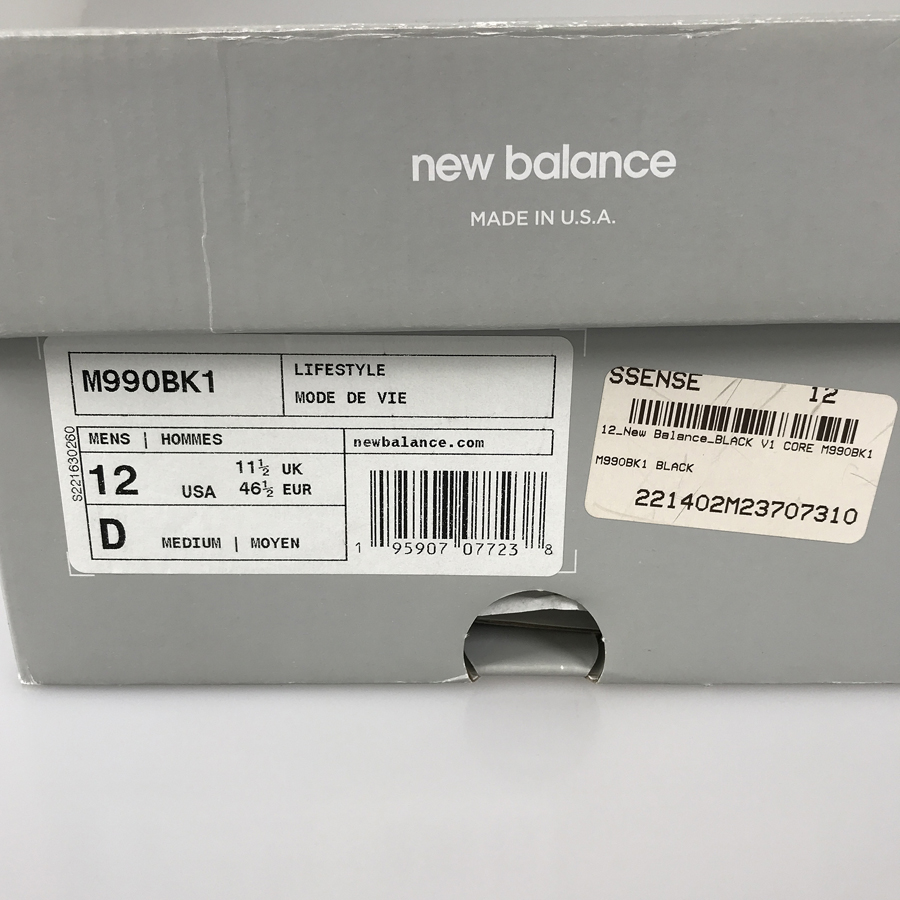 new balance
MADE IN U.S.A.
M990BK1
LIFESTYLE
MODE DE VIE
MENS | HOMMES
newbalance.com
S221630260
12 USA 11½ UK
46½ EUR
D MEDIUM | MOYEN
1 95907 07723 8
SSENSE 12
12_New Balance_BLACK V1 CORE M990BK1
M990BK1 BLACK
221402M23707310